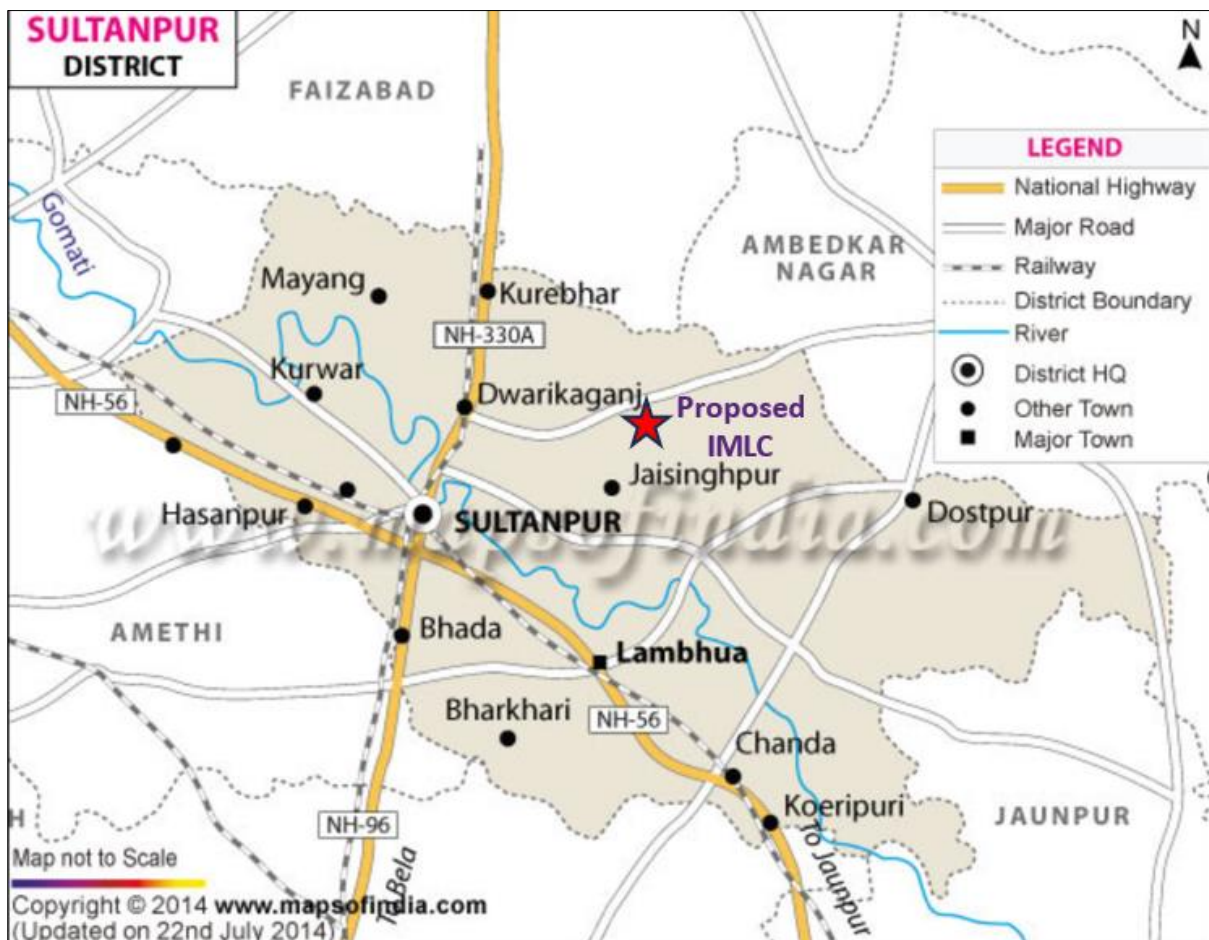 SULTANPUR
DISTRICT
N
FAIZABAD
LEGEND
National Highway
Major Road
Railway
District Boundary
River
District HQ
Other Town
Major Town
Gomati
AMBEDKAR
NAGAR
Mayang
Kurebhar
NH-330A
Kurwar
NH-56
Dwarikaganj
Proposed
IMLC
Jaisinghpur
Hasanpur
SULTANPUR
Dostpur
www.mapsofindia.com
AMETHI
Bhada
Lambhua
Bharkhari
NH-56
Chanda
Koeripuri
JAUNPUR
H
NH-96
To Bela
To Jaunpur
Map not to Scale
Copyright © 2014 www.mapsofindia.com
(Updated on 22nd July 2014)